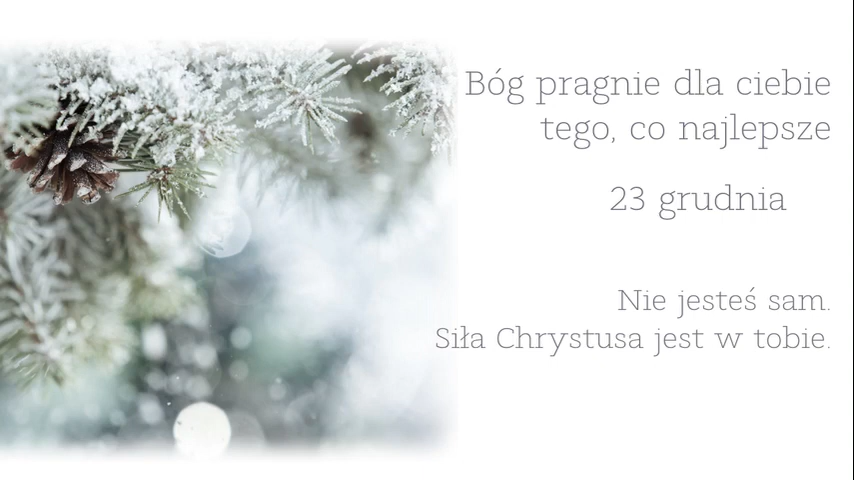 Bóg pragnie dla ciebie
tego, co najlepsze
23 grudnia
Nie jesteś sam.
Siła Chrystusa jest w tobie.